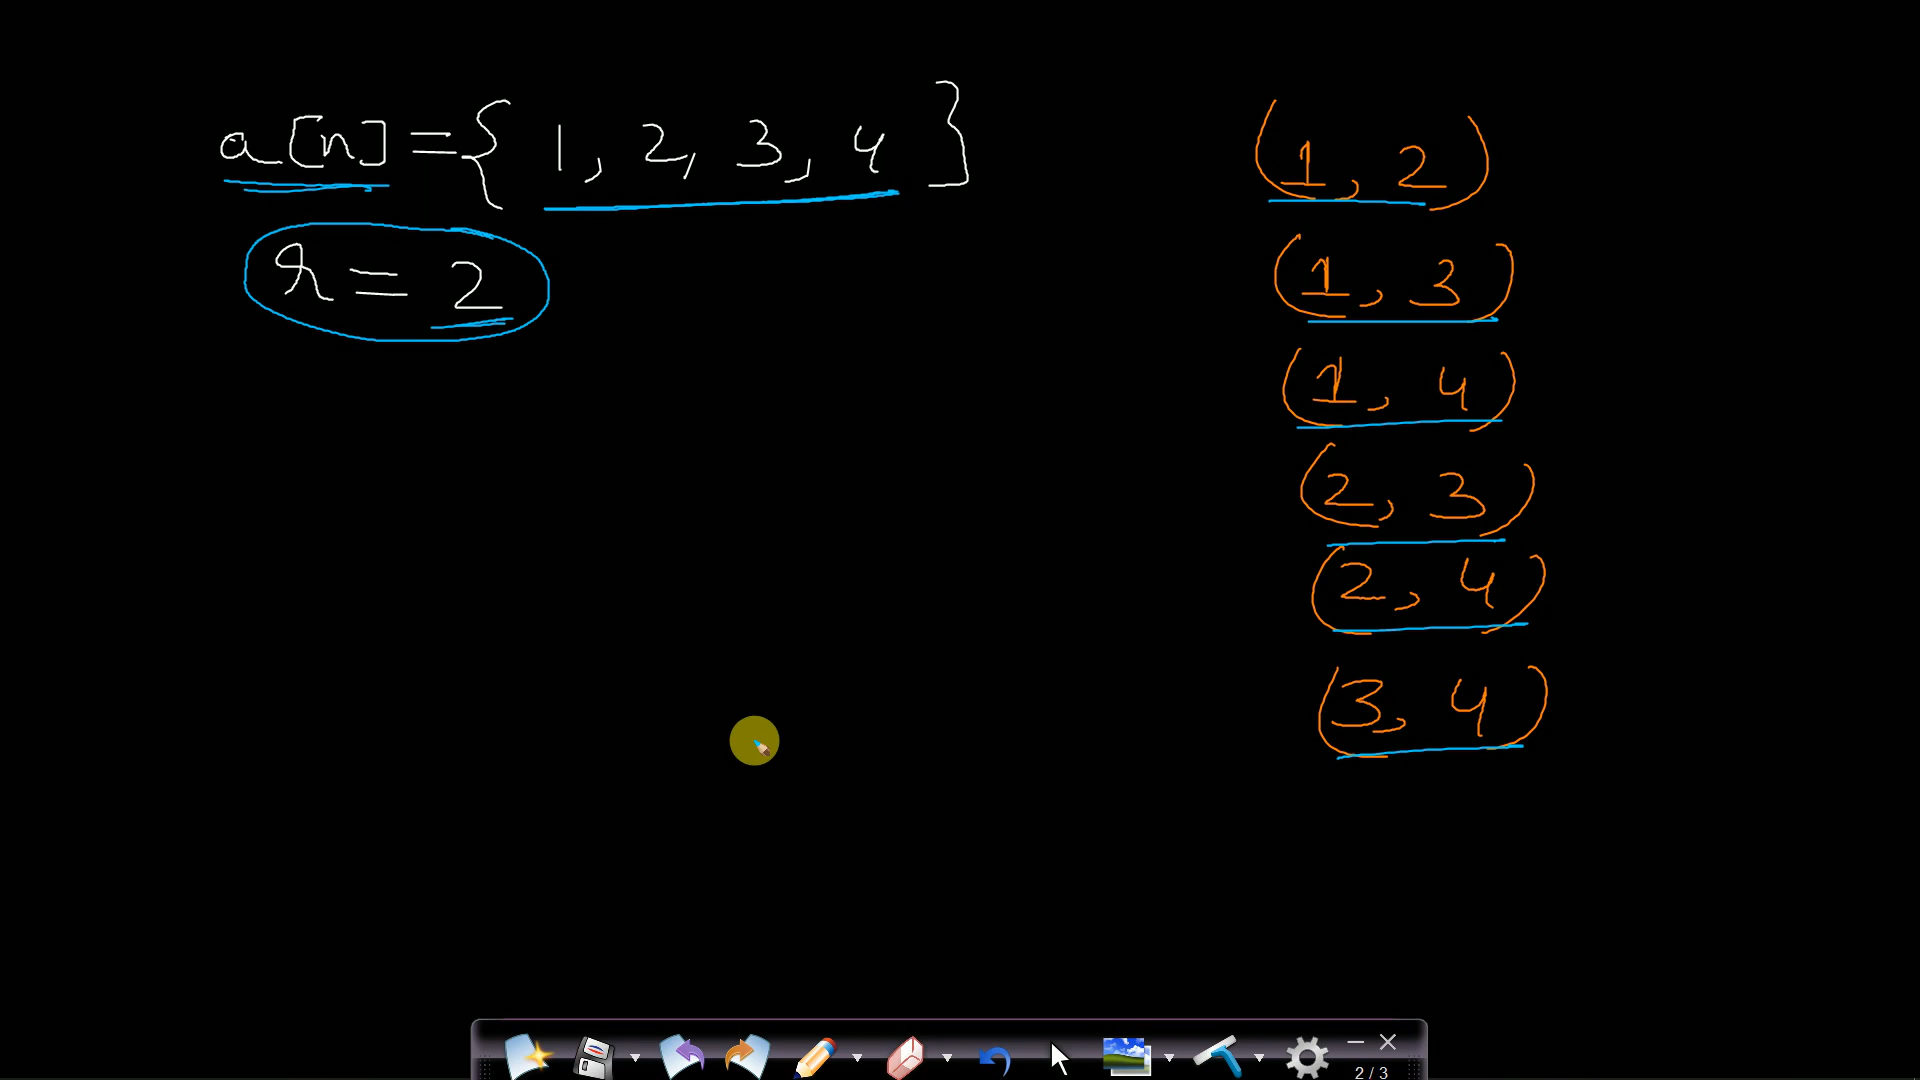 a[n] = { 1, 2, 3, 4 }
r = 2
(1, 2)
(1, 3)
(1, 4)
(2, 3)
(2, 4)
(3, 4)
2 / 3